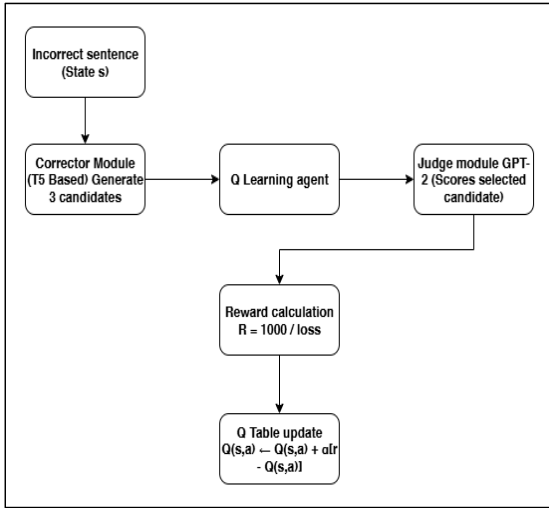 Incorrect sentence
(State s)
Corrector Module
(T5 Based) Generate
3 candidates
Q Learning agent
Judge module GPT-
2 (Scores selected
candidate)
Reward calculation
R = 1000 / loss
Q Table update
Q(s,a) ← Q(s,a) + α[r
- Q(s,a)]